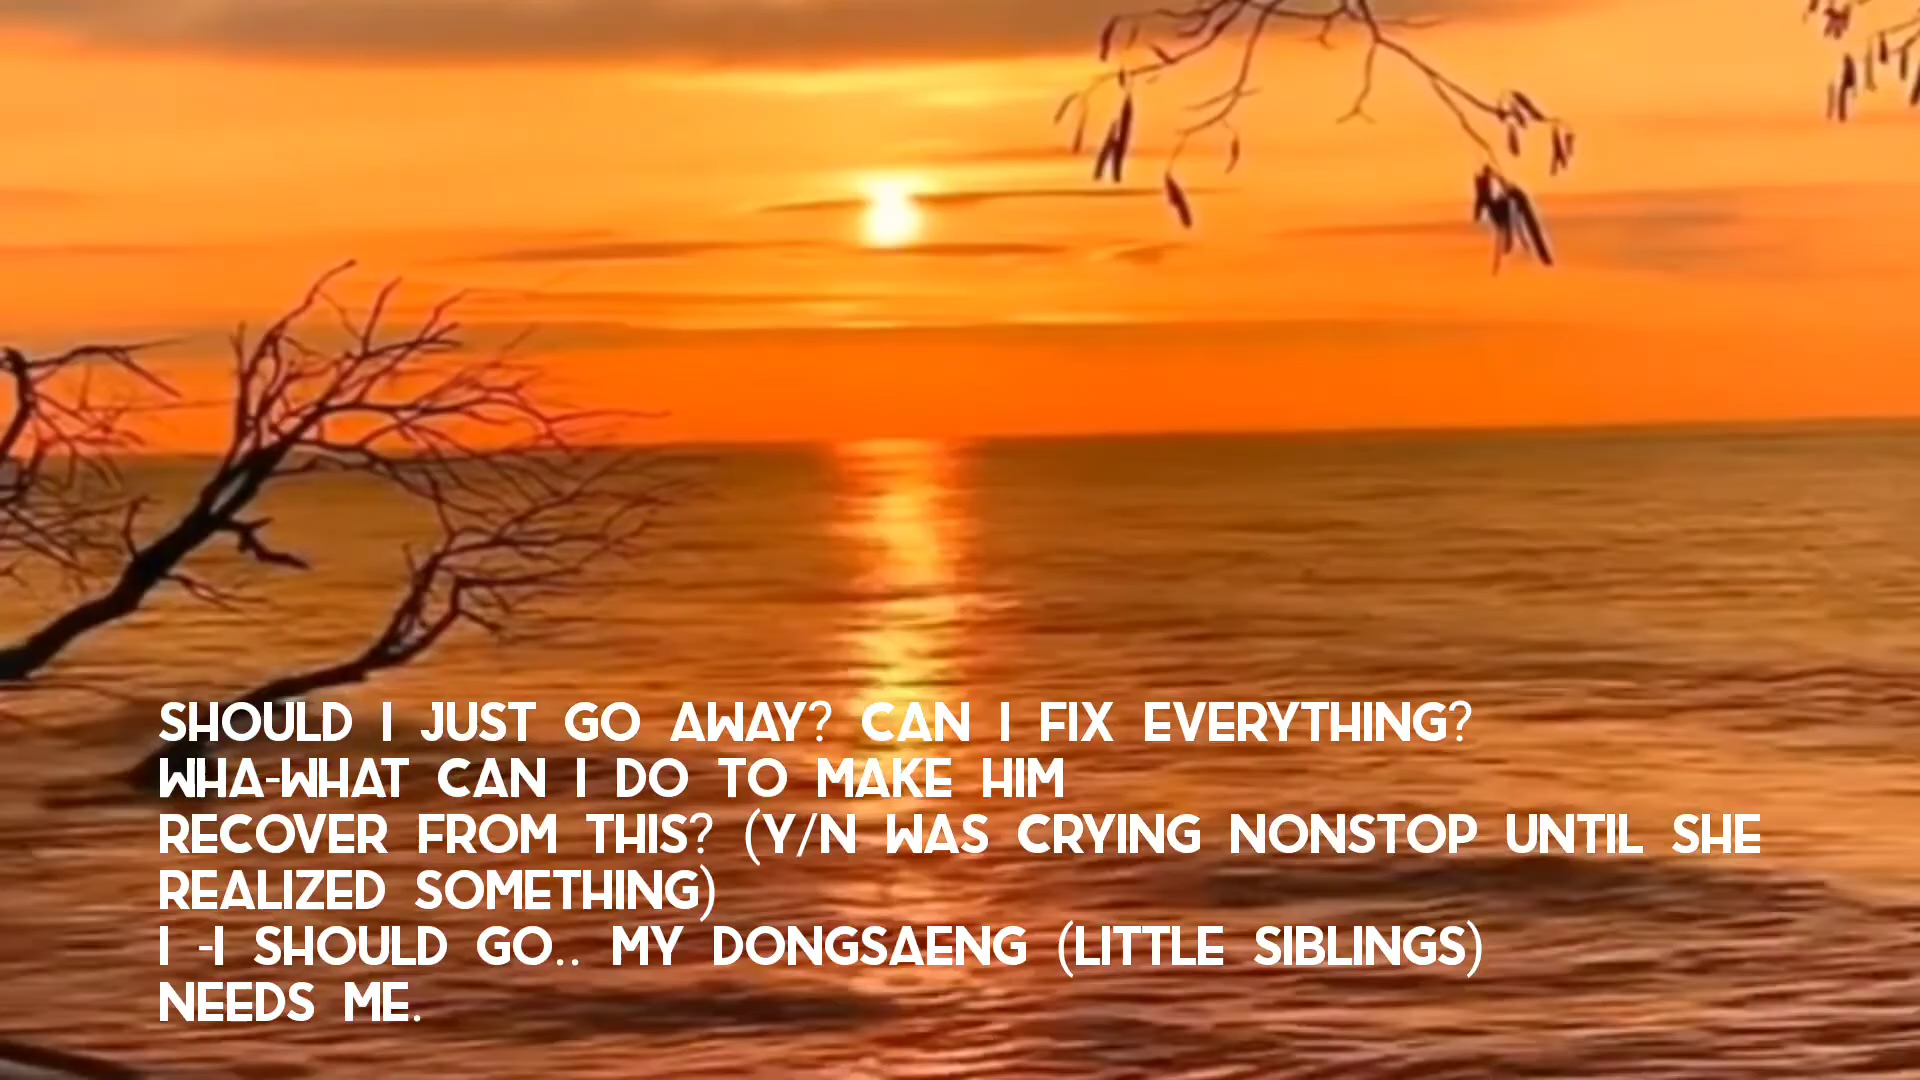 SHOULD I JUST GO AWAY? CAN I FIX EVERYTHING?
WHA-WHAT CAN I DO TO MAKE HIM
RECOVER FROM THIS? (Y/N WAS CRYING NONSTOP UNTIL SHE
REALIZED SOMETHING)
I -I SHOULD GO.. MY DONGSAENG (LITTLE SIBLINGS)
NEEDS ME.